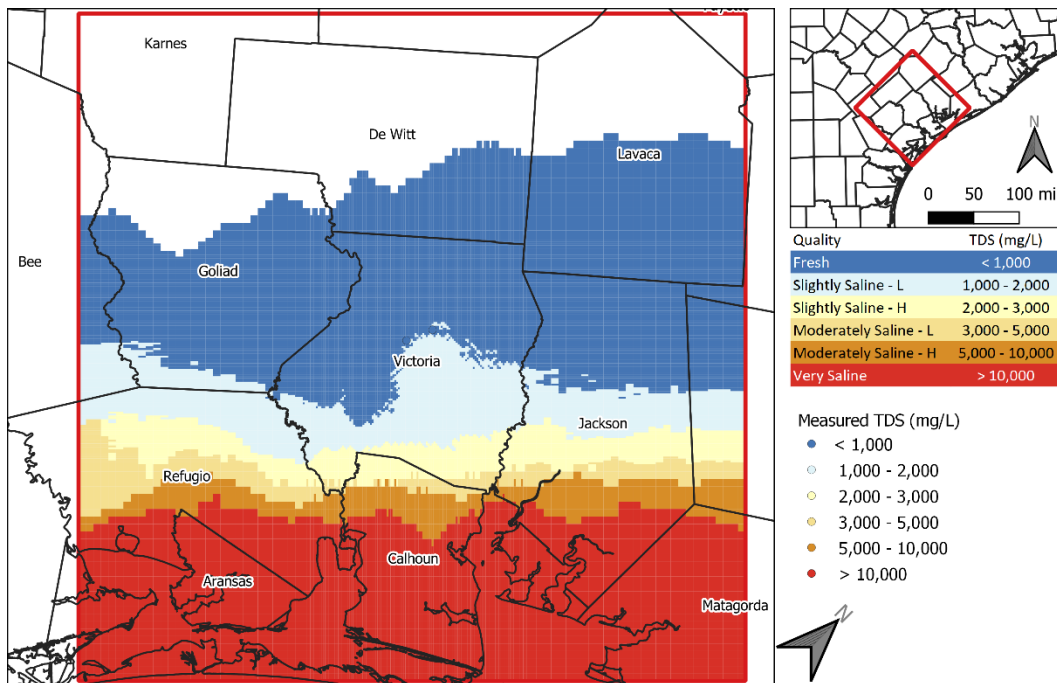 Karnes
De Witt
Lavaca
Bee
Goliad
Victoria
Jackson
Refugio
Calhoun
Aransas
Matagorda
N
0 50 100 mi
Quality TDS (mg/L)
Fresh < 1,000
Slightly Saline - L 1,000 - 2,000
Slightly Saline - H 2,000 - 3,000
Moderately Saline - L 3,000 - 5,000
Moderately Saline - H 5,000 - 10,000
Very Saline > 10,000
Measured TDS (mg/L)
< 1,000
1,000 - 2,000
2,000 - 3,000
3,000 - 5,000
5,000 - 10,000
> 10,000
N